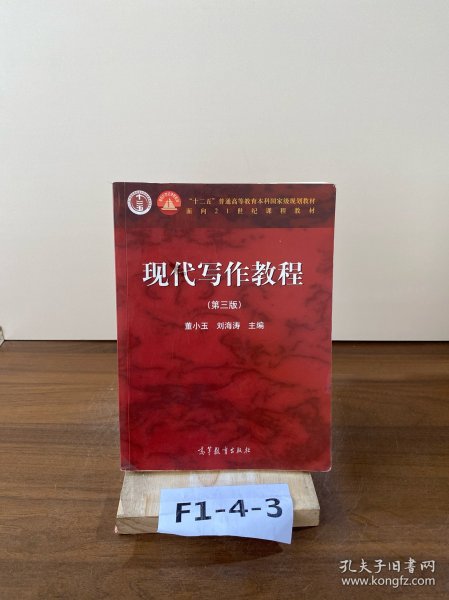 “十二五”普通高等教育本科国家级规划教材
面向21世纪课程教材
现代写作教程
(第三版)
董小玉 刘海涛 主编
高等教育出版社
F1-4-3
孔夫子旧书网
www.kongfz.com